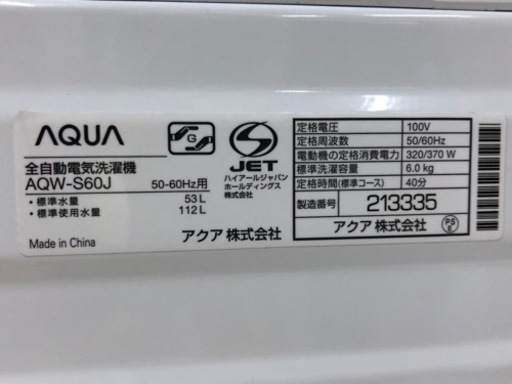 AQUA
G
S
JET
全自動電気洗濯機
AQW-S60J 50-60Hz用
・標準水量 53L
・標準使用水量 112L
Made in China
ハイアールジャパン
ホールディングス
株式会社
アクア 株式会社
定格電圧 100V
定格周波数 50/60Hz
電動機の定格消費電力 320/370 W
標準洗濯容量 6.0kg
定格時間(標準コース) 40分
製造番号 213335
アクア 株式会社
PS
E